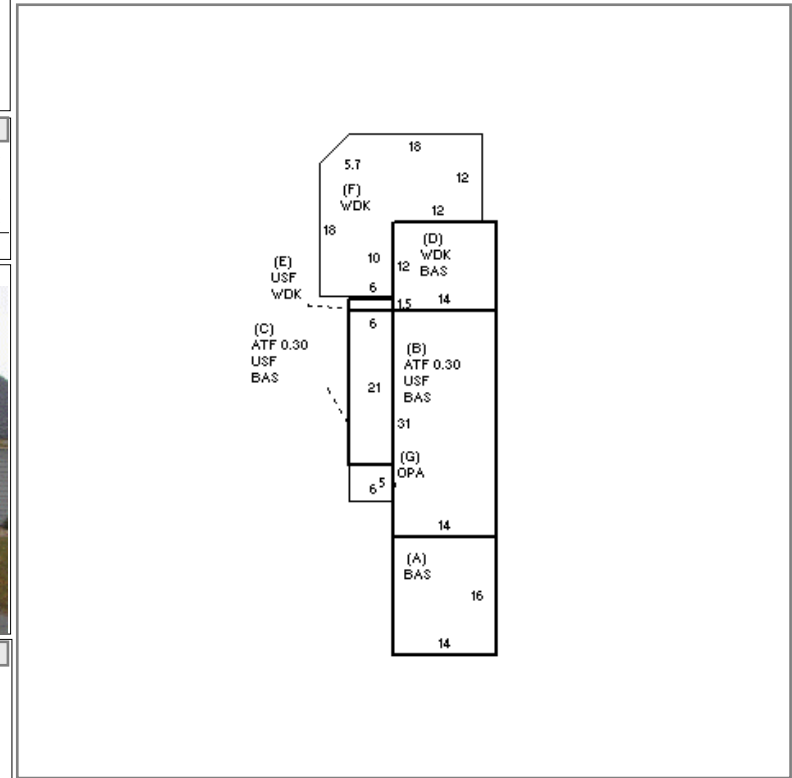 18
5.7
12
(F)
WDK
12
18
(D)
WDK
BAS
10
12
(E)
USF
WDK
6
14
1.5
6
(C)
ATF 0.30
USF
BAS
(B)
ATF 0.30
USF
BAS
21
31
(G)
OPA
5
6
14
(A)
BAS
16
14